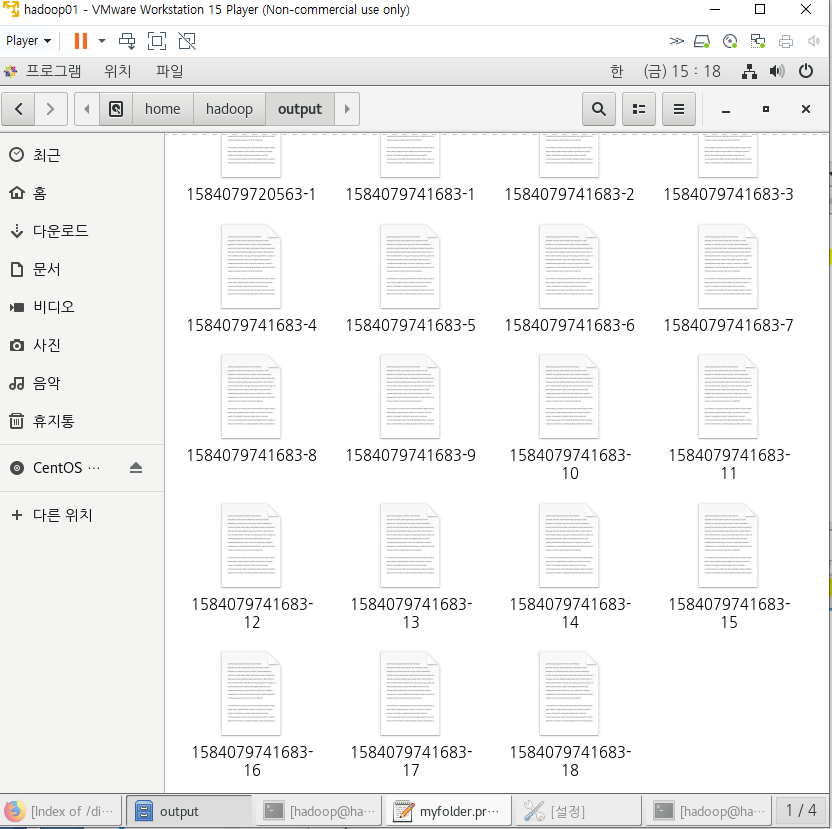 hadoop01 - VMware Workstation 15 Player (Non-commercial use only)
Player
프로그램 위치 파일 한 (금) 15 : 18
home hadoop output
최근
홈
다운로드
문서
비디오
사진
음악
휴지통
CentOS ···
다른 위치
1584079720563-1 1584079741683-1 1584079741683-2 1584079741683-3
1584079741683-4 1584079741683-5 1584079741683-6 1584079741683-7
1584079741683-8 1584079741683-9 1584079741683- 1584079741683-
10 11
1584079741683- 1584079741683- 1584079741683- 1584079741683-
12 13 14 15
1584079741683- 1584079741683- 1584079741683-
16 17 18
[Index of /di··· output [hadoop@ha··· myfolder.pr··· [설정] [hadoop@ha··· 1 / 4